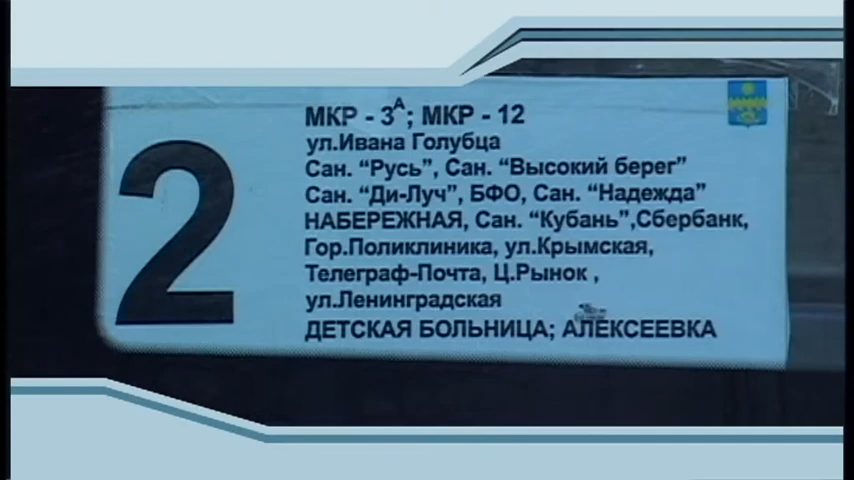 2
МКР - 3А; МКР - 12
ул.Ивана Голубца
Сан. "Русь", Сан. "Высокий берег"
Сан. "Ди-Луч", БФО, Сан. "Надежда"
НАБЕРЕЖНАЯ, Сан. "Кубань",Сбербанк,
Гор.Поликлиника, ул.Крымская,
Телеграф-Почта, Ц.Рынок ,
ул.Ленинградская
ДЕТСКАЯ БОЛЬНИЦА; АЛЕКСЕЕВКА